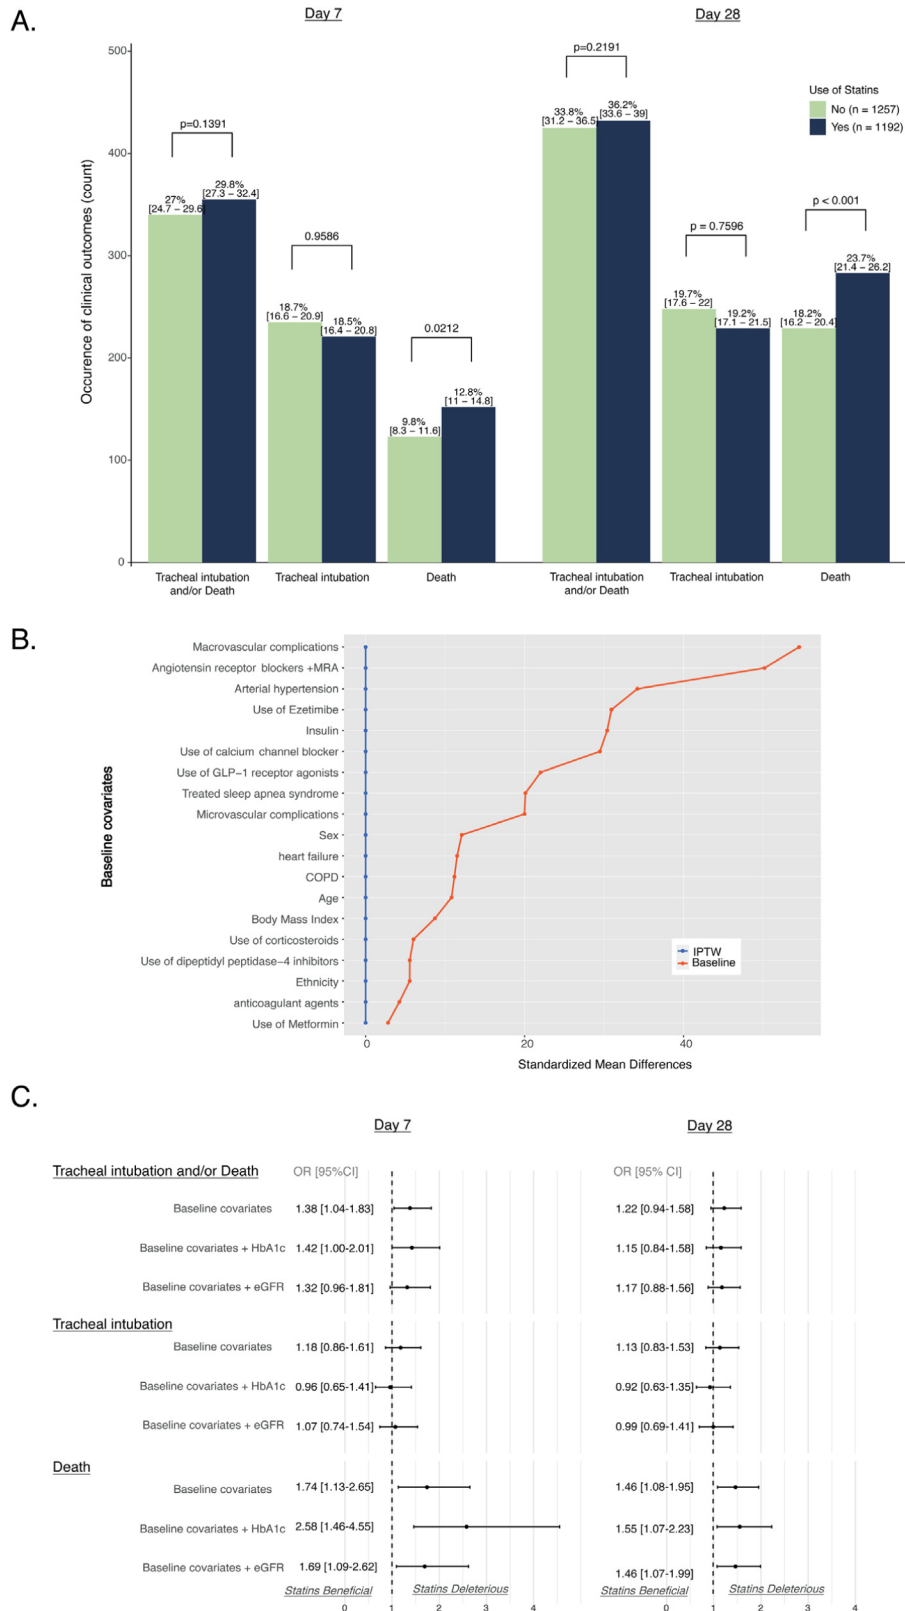 A.
Day 7
Day 28
Occurence of clinical outcomes (count)
500
400
300
200
100
0
p=0.1391
27%
[24.7 – 29.6]
29.8%
[27.3 – 32.4]
0.9586
18.7%
[16.6 – 20.9]
18.5%
[16.4 – 20.8]
0.0212
9.8%
[8.3 – 11.6]
12.8%
[11 – 14.8]
p=0.2191
33.8%
[31.2 – 36.5]
36.2%
[33.6 – 39]
p = 0.7596
19.7%
[17.6 – 22]
19.2%
[17.1 – 21.5]
p < 0.001
18.2%
[16.2 – 20.4]
23.7%
[21.4 – 26.2]
Use of Statins
No (n = 1257)
Yes (n = 1192)
Tracheal intubation
and/or Death
Tracheal intubation
Death
Tracheal intubation
and/or Death
Tracheal intubation
Death
B.
Baseline covariates
Macrovascular complications
Angiotensin receptor blockers +MRA
Arterial hypertension
Use of Ezetimibe
Insulin
Use of calcium channel blocker
Use of GLP−1 receptor agonists
Treated sleep apnea syndrome
Microvascular complications
Sex
heart failure
COPD
Age
Body Mass Index
Use of corticosteroids
Use of dipeptidyl peptidase−4 inhibitors
Ethnicity
anticoagulant agents
Use of Metformin
IPTW
Baseline
0 20 40
Standardized Mean Differences
C.
Day 7 Day 28
Tracheal intubation and/or Death OR [95%CI] OR [95% CI]
Baseline covariates 1.38 [1.04-1.83] 1.22 [0.94-1.58]
Baseline covariates + HbA1c 1.42 [1.00-2.01] 1.15 [0.84-1.58]
Baseline covariates + eGFR 1.32 [0.96-1.81] 1.17 [0.88-1.56]
Tracheal intubation
Baseline covariates 1.18 [0.86-1.61] 1.13 [0.83-1.53]
Baseline covariates + HbA1c 0.96 [0.65-1.41] 0.92 [0.63-1.35]
Baseline covariates + eGFR 1.07 [0.74-1.54] 0.99 [0.69-1.41]
Death
Baseline covariates 1.74 [1.13-2.65] 1.46 [1.08-1.95]
Baseline covariates + HbA1c 2.58 [1.46-4.55] 1.55 [1.07-2.23]
Baseline covariates + eGFR 1.69 [1.09-2.62] 1.46 [1.07-1.99]
Statins Beneficial Statins Deleterious Statins Beneficial Statins Deleterious
0 1 2 3 4 0 1 2 3 4